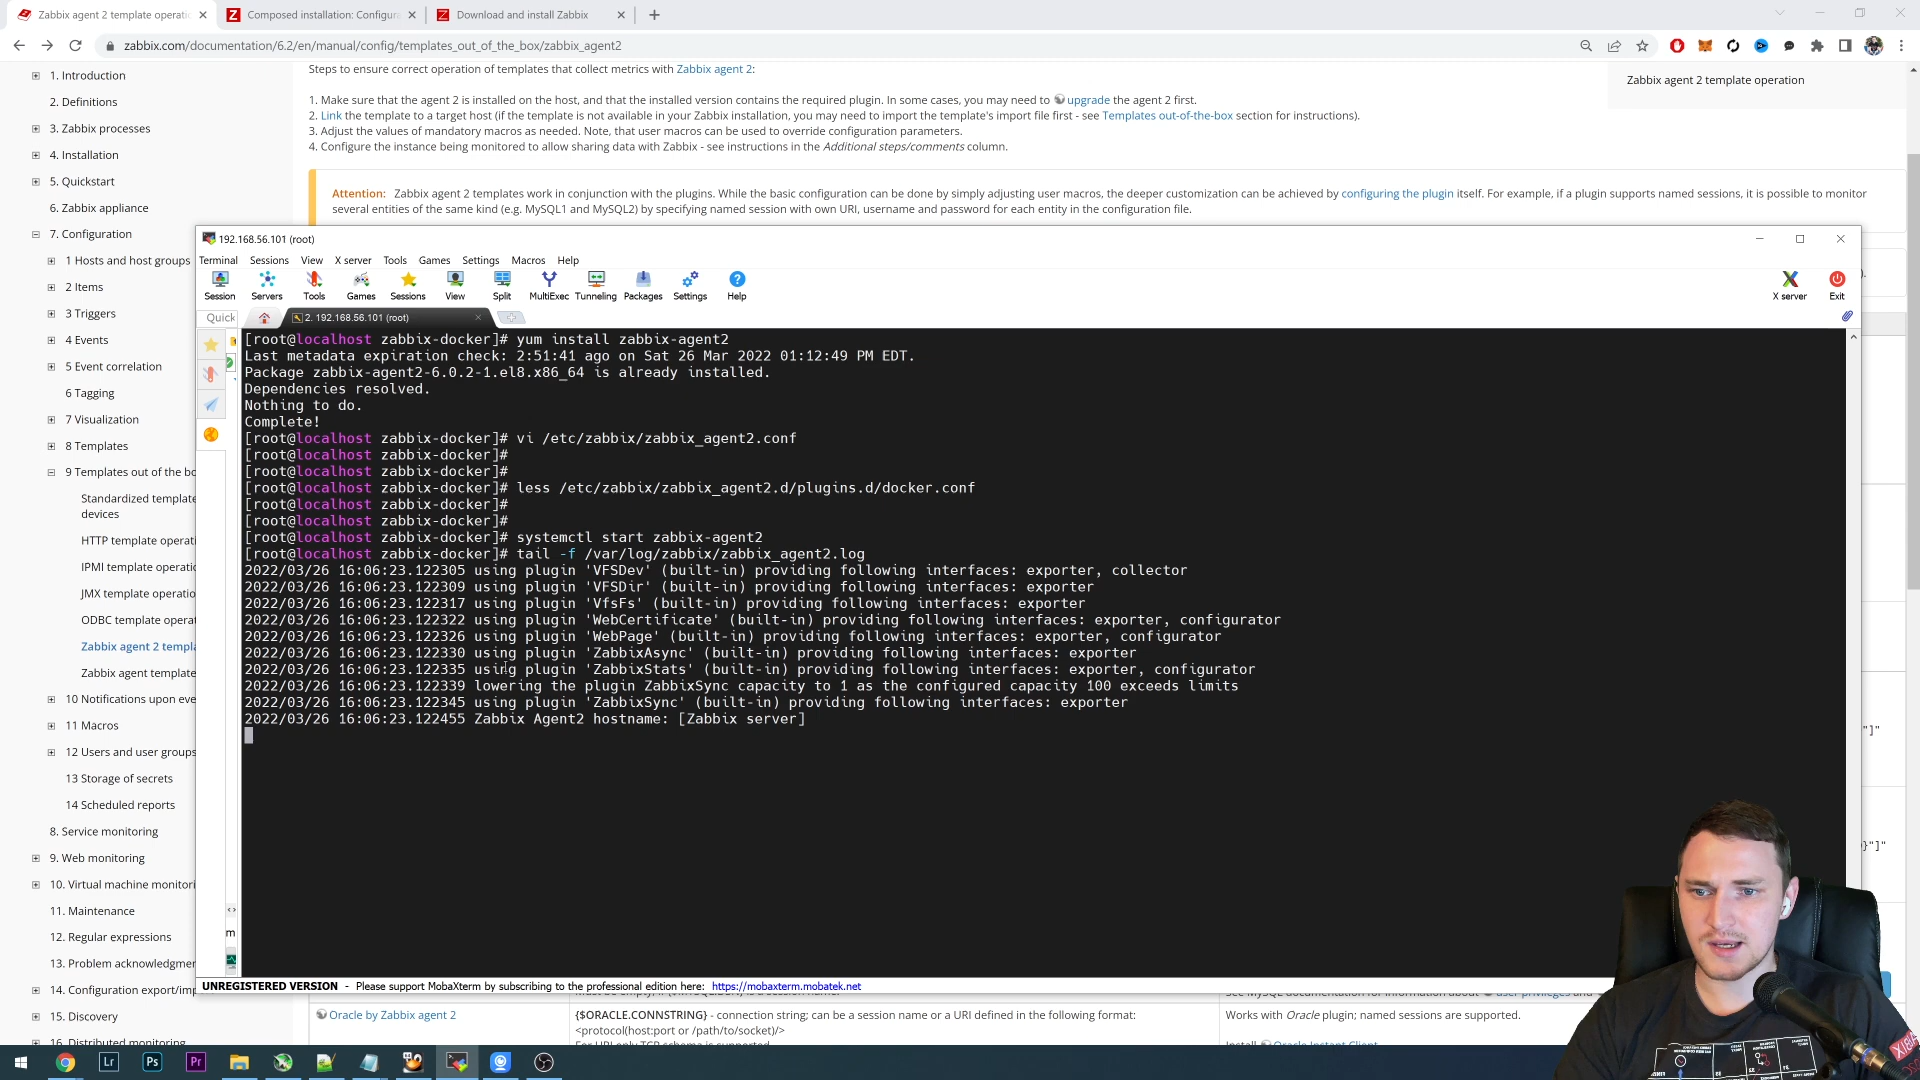 Zabbix agent 2 template operati
Composed installation: Configura
Download and install Zabbix
zabbix.com/documentation/6.2/en/manual/config/templates_out_of_the_box/zabbix_agent2
1. Introduction
2. Definitions
3. Zabbix processes
4. Installation
5. Quickstart
6. Zabbix appliance
7. Configuration
1 Hosts and host groups
2 Items
3 Triggers
4 Events
5 Event correlation
6 Tagging
7 Visualization
8 Templates
9 Templates out of the bo
Standardized template
devices
HTTP template operati
IPMI template operatio
JMX template operatio
ODBC template operat
Zabbix agent 2 templa
Zabbix agent template
10 Notifications upon eve
11 Macros
12 Users and user groups
13 Storage of secrets
14 Scheduled reports
8. Service monitoring
9. Web monitoring
10. Virtual machine monitori
11. Maintenance
12. Regular expressions
13. Problem acknowledgmen
14. Configuration export/imp
15. Discovery
16. Distributed monitoring
Steps to ensure correct operation of templates that collect metrics with Zabbix agent 2:
1. Make sure that the agent 2 is installed on the host, and that the installed version contains the required plugin. In some cases, you may need to upgrade the agent 2 first.
2. Link the template to a target host (if the template is not available in your Zabbix installation, you may need to import the template's import file first - see Templates out-of-the-box section for instructions).
3. Adjust the values of mandatory macros as needed. Note, that user macros can be used to override configuration parameters.
4. Configure the instance being monitored to allow sharing data with Zabbix - see instructions in the Additional steps/comments column.
Attention: Zabbix agent 2 templates work in conjunction with the plugins. While the basic configuration can be done by simply adjusting user macros, the deeper customization can be achieved by configuring the plugin itself. For example, if a plugin supports named sessions, it is possible to monitor
several entities of the same kind (e.g. MySQL1 and MySQL2) by specifying named session with own URI, username and password for each entity in the configuration file.
Zabbix agent 2 template operation
192.168.56.101 (root)
Terminal Sessions View X server Tools Games Settings Macros Help
Session Servers Tools Games Sessions View Split MultiExec Tunneling Packages Settings Help
X server Exit
Quick
2. 192.168.56.101 (root)
[root@localhost zabbix-docker]# yum install zabbix-agent2
Last metadata expiration check: 2:51:41 ago on Sat 26 Mar 2022 01:12:49 PM EDT.
Package zabbix-agent2-6.0.2-1.el8.x86_64 is already installed.
Dependencies resolved.
Nothing to do.
Complete!
[root@localhost zabbix-docker]# vi /etc/zabbix/zabbix_agent2.conf
[root@localhost zabbix-docker]#
[root@localhost zabbix-docker]#
[root@localhost zabbix-docker]# less /etc/zabbix/zabbix_agent2.d/plugins.d/docker.conf
[root@localhost zabbix-docker]#
[root@localhost zabbix-docker]#
[root@localhost zabbix-docker]# systemctl start zabbix-agent2
[root@localhost zabbix-docker]# tail -f /var/log/zabbix/zabbix_agent2.log
2022/03/26 16:06:23.122305 using plugin 'VFSDev' (built-in) providing following interfaces: exporter, collector
2022/03/26 16:06:23.122309 using plugin 'VFSDir' (built-in) providing following interfaces: exporter
2022/03/26 16:06:23.122317 using plugin 'VfsFs' (built-in) providing following interfaces: exporter
2022/03/26 16:06:23.122322 using plugin 'WebCertificate' (built-in) providing following interfaces: exporter, configurator
2022/03/26 16:06:23.122326 using plugin 'WebPage' (built-in) providing following interfaces: exporter, configurator
2022/03/26 16:06:23.122330 using plugin 'ZabbixAsync' (built-in) providing following interfaces: exporter
2022/03/26 16:06:23.122335 using plugin 'ZabbixStats' (built-in) providing following interfaces: exporter, configurator
2022/03/26 16:06:23.122339 lowering the plugin ZabbixSync capacity to 1 as the configured capacity 100 exceeds limits
2022/03/26 16:06:23.122345 using plugin 'ZabbixSync' (built-in) providing following interfaces: exporter
2022/03/26 16:06:23.122455 Zabbix Agent2 hostname: [Zabbix server]
UNREGISTERED VERSION - Please support MobaXterm by subscribing to the professional edition here: https://mobaxterm.mobatek.net
Oracle by Zabbix agent 2
{$ORACLE.CONNSTRING} - connection string; can be a session name or a URI defined in the following format:
<protocol(host:port or /path/to/socket)/>
Works with Oracle plugin; named sessions are supported.
Install Oracle Instant Client